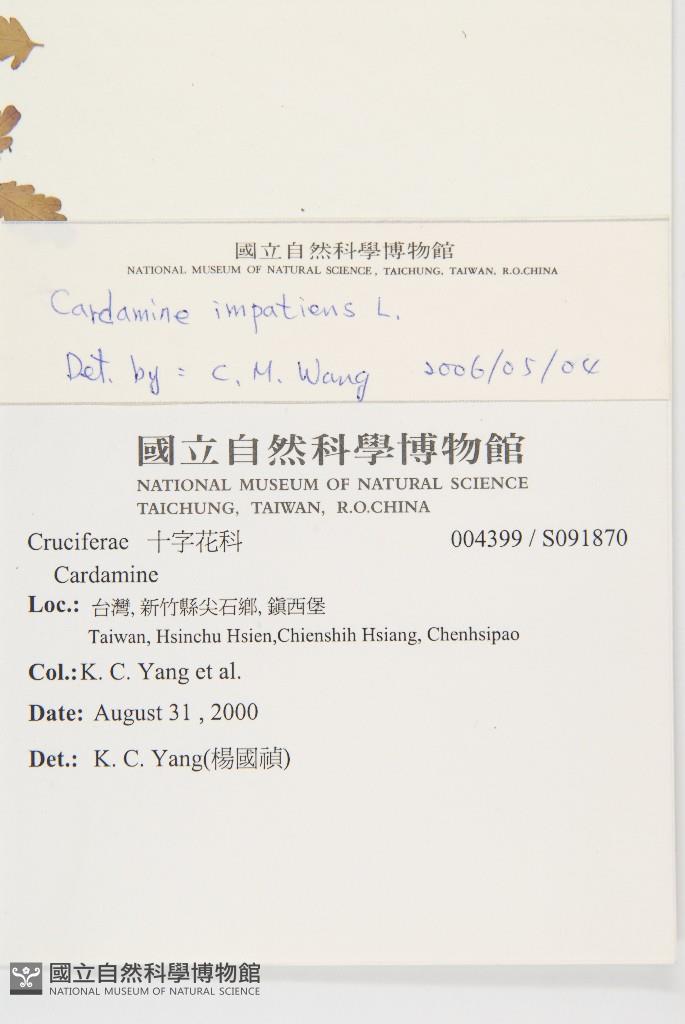 國立自然科學博物館
NATIONAL MUSEUM OF NATURAL SCIENCE, TAICHUNG, TAIWAN, R.O.CHINA
Cardamine impatiens L.
Det. by : C. M. Wang 2006/05/04
國立自然科學博物館
NATIONAL MUSEUM OF NATURAL SCIENCE
TAICHUNG, TAIWAN, R.O.CHINA
Cruciferae 十字花科 004399 / S091870
Cardamine
Loc.: 台灣, 新竹縣尖石鄉, 鎮西堡
Taiwan, Hsinchu Hsien,Chienshih Hsiang, Chenhsipao
Col.: K. C. Yang et al.
Date: August 31 , 2000
Det.: K. C. Yang(楊國禎)
國立自然科學博物館
NATIONAL MUSEUM OF NATURAL SCIENCE